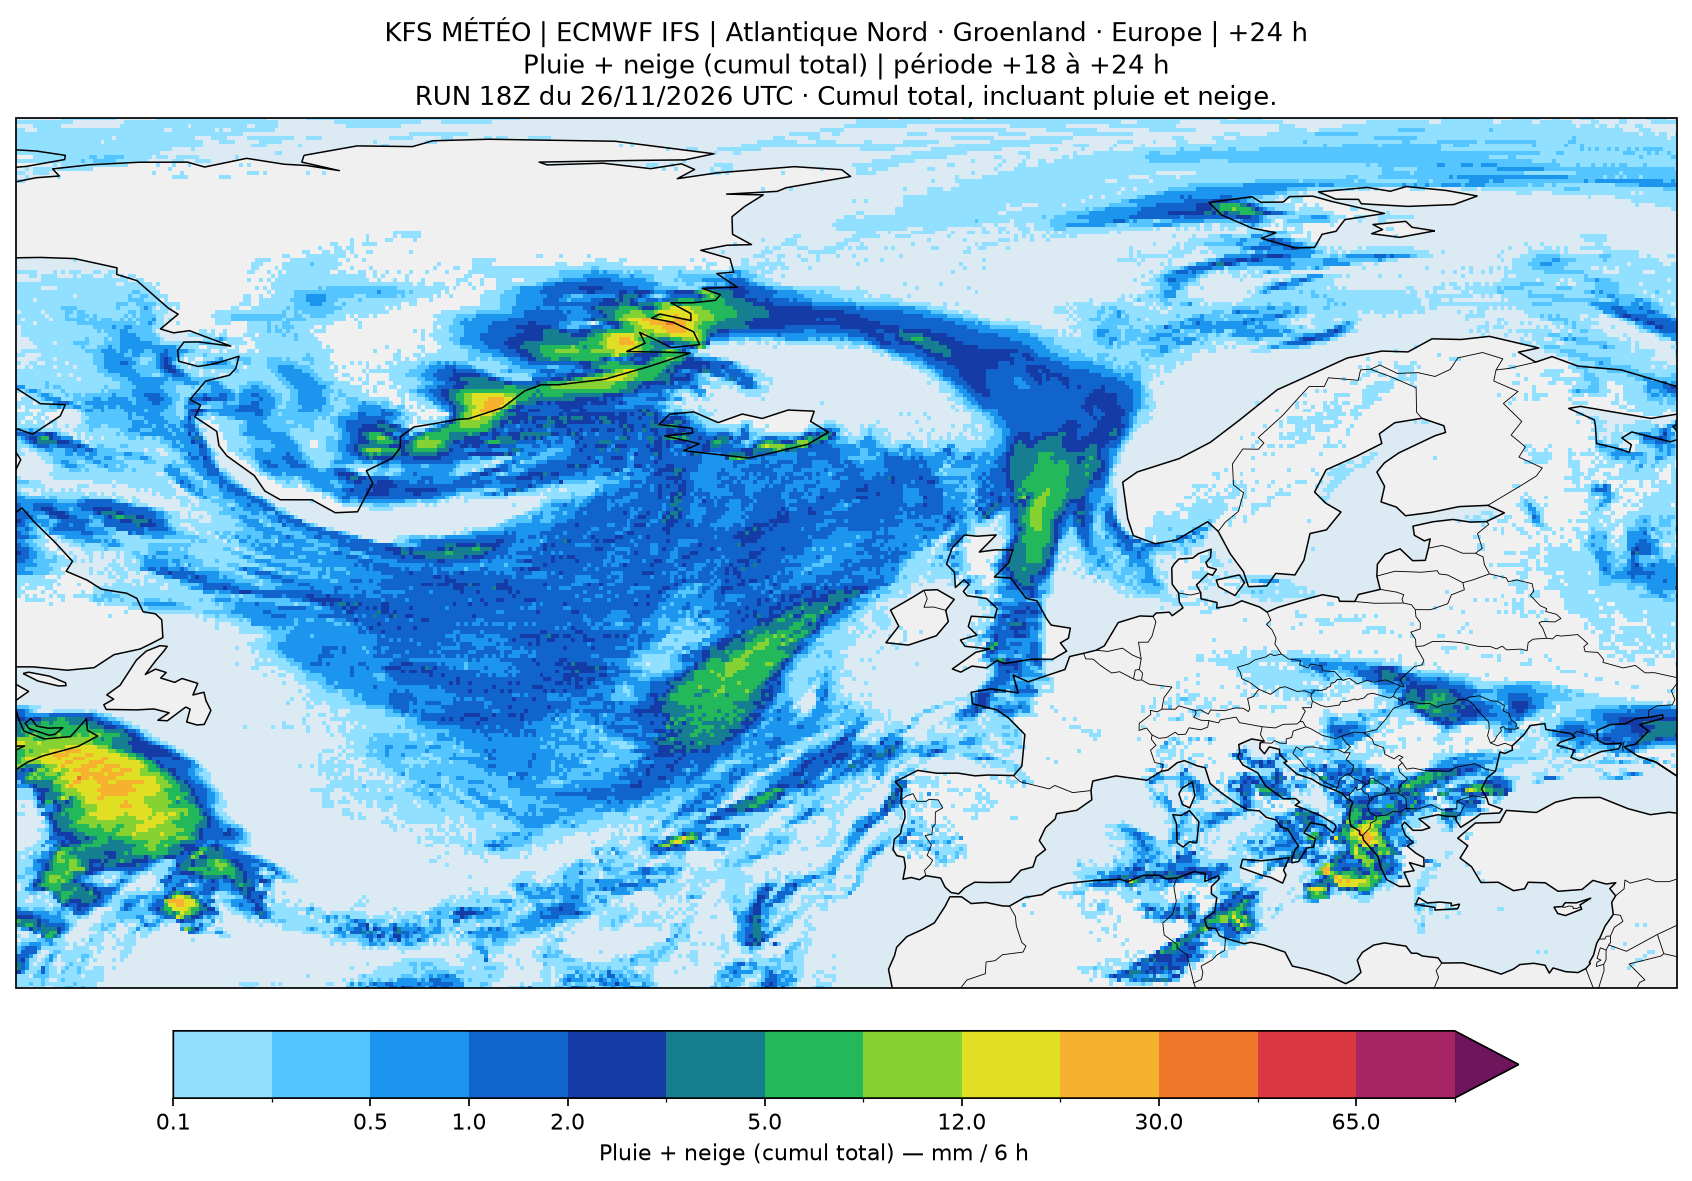 KFS MÉTÉO | ECMWF IFS | Atlantique Nord · Groenland · Europe | +24 h
Pluie + neige (cumul total) | période +18 à +24 h
RUN 18Z du 26/11/2026 UTC · Cumul total, incluant pluie et neige.
0.1 0.5 1.0 2.0 5.0 12.0 30.0 65.0
Pluie + neige (cumul total) — mm / 6 h